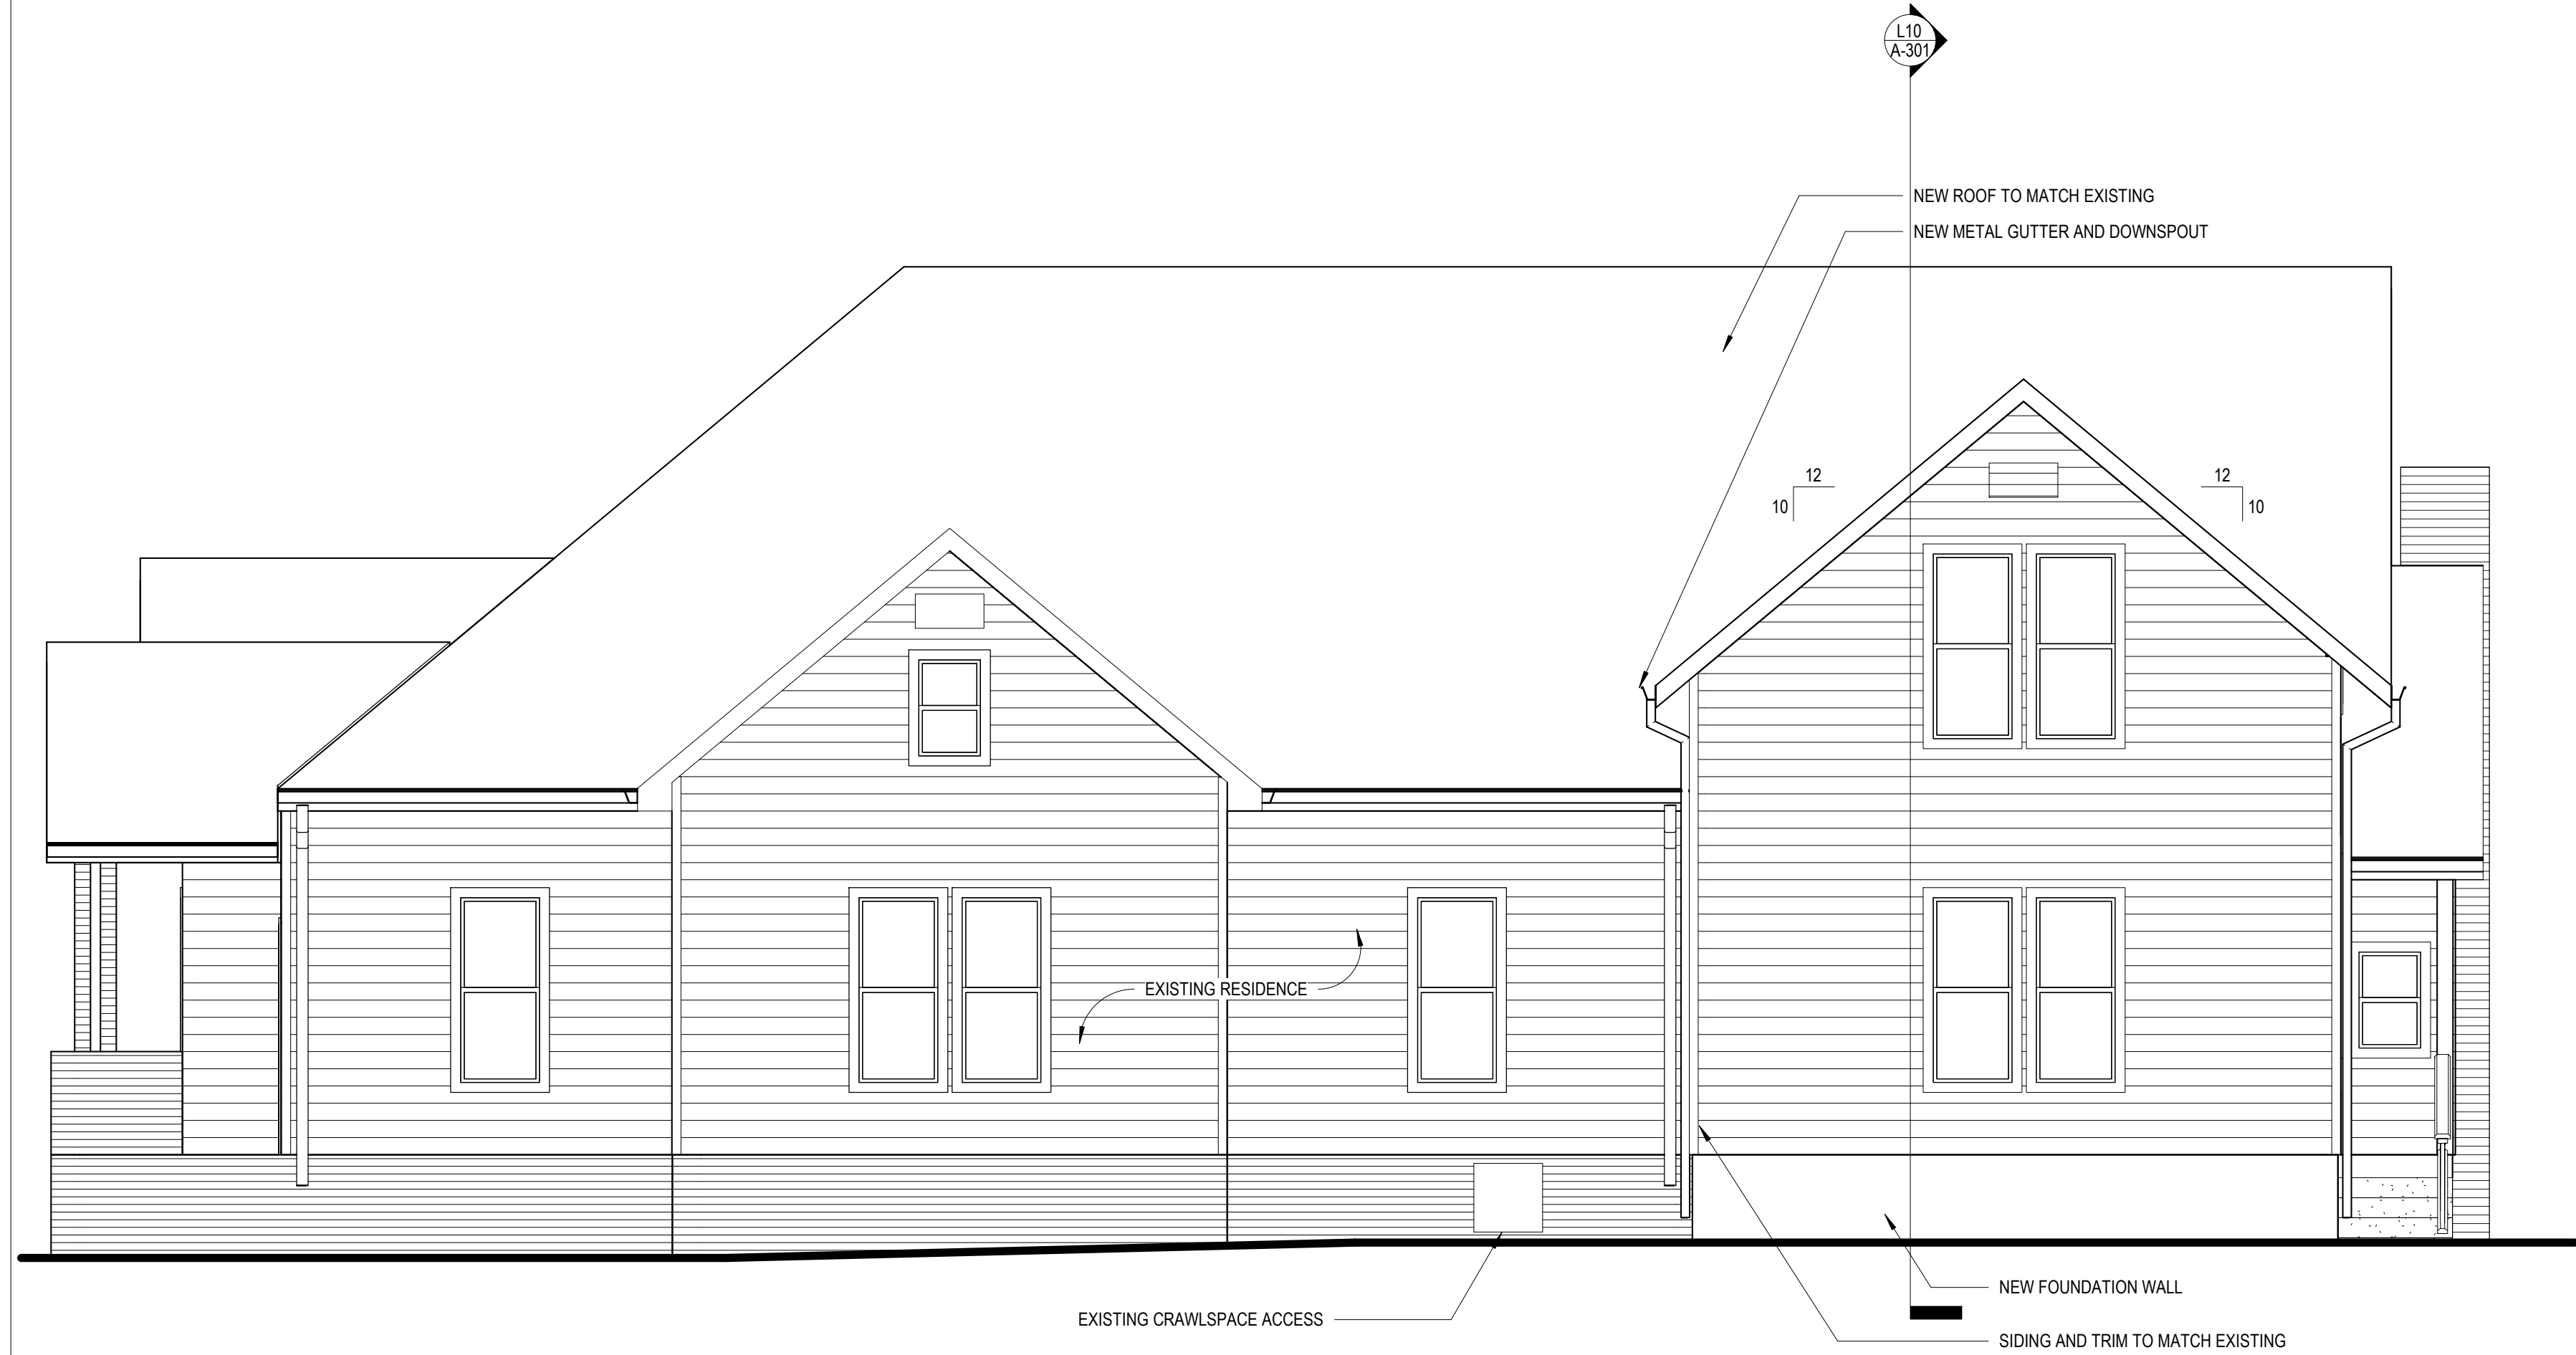 L10
A-301
NEW ROOF TO MATCH EXISTING
NEW METAL GUTTER AND DOWNSPOUT
12
10
12
10
EXISTING RESIDENCE
NEW FOUNDATION WALL
EXISTING CRAWLSPACE ACCESS
SIDING AND TRIM TO MATCH EXISTING